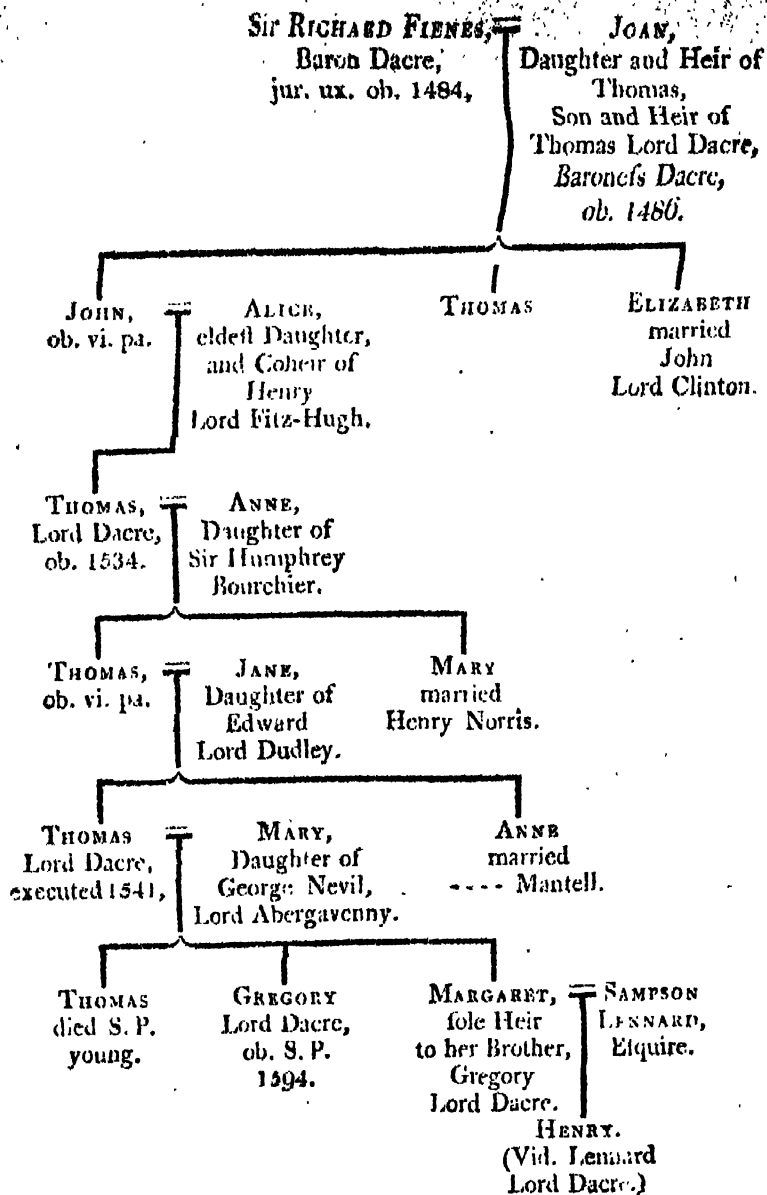 Sir RICHARD FIENES,
Baron Dacre,
jur. ux. ob. 1484,
JOAN,
Daughter and Heir of
Thomas,
Son and Heir of
Thomas Lord Dacre,
Baroneſs Dacre,
ob. 1486.
JOHN,
ob. vi. pa.
ALICE,
eldeſt Daughter,
and Coheir of
Henry
Lord Fitz-Hugh.
THOMAS
ELIZABETH
married
John
Lord Clinton.
THOMAS,
Lord Dacre,
ob. 1534.
ANNE,
Daughter of
Sir Humphrey
Bourchier.
THOMAS,
ob. vi. pa.
JANE,
Daughter of
Edward
Lord Dudley.
MARY
married
Henry Norris.
THOMAS
Lord Dacre,
executed 1541,
MARY,
Daughter of
George Nevil,
Lord Abergavenny.
ANNE
married
---- Mantell.
THOMAS
died S. P.
young.
GREGORY
Lord Dacre,
ob. S. P.
1594.
MARGARET,
ſole Heir
to her Brother,
Gregory
Lord Dacre.
SAMPSON
LENNARD,
Eſquire.
HENRY.
(Vid. Lennard
Lord Dacre.)